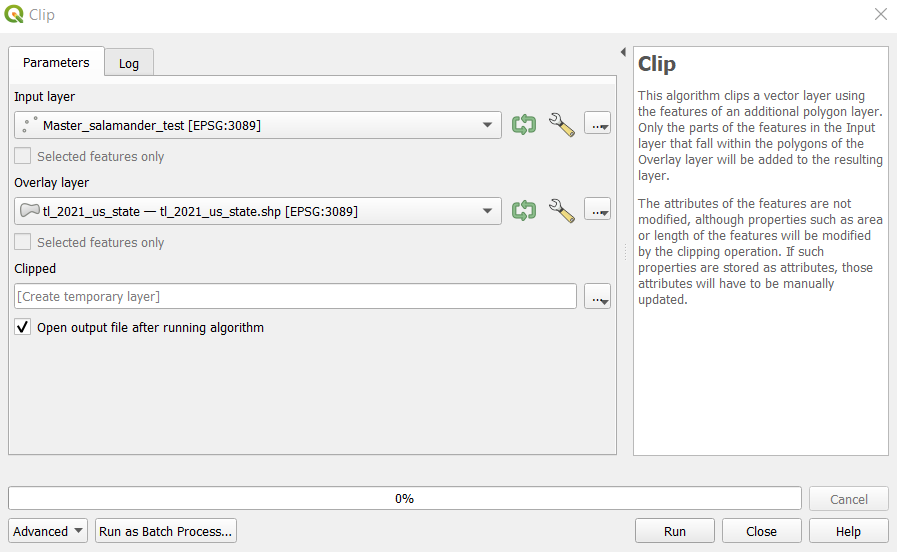 Clip
Parameters
Log
Input layer
Master_salamander_test [EPSG:3089]
...
Selected features only
Overlay layer
tl_2021_us_state — tl_2021_us_state.shp [EPSG:3089]
...
Selected features only
Clipped
[Create temporary layer]
...
Open output file after running algorithm
Clip
This algorithm clips a vector layer using
the features of an additional polygon layer.
Only the parts of the features in the Input
layer that fall within the polygons of the
Overlay layer will be added to the resulting
layer.
The attributes of the features are not
modified, although properties such as area
or length of the features will be modified
by the clipping operation. If such
properties are stored as attributes, those
attributes will have to be manually
updated.
0%
Cancel
Advanced
Run as Batch Process...
Run
Close
Help